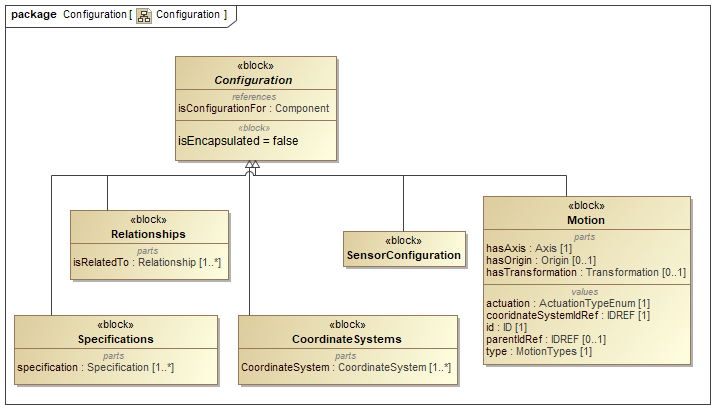 package Configuration [ Configuration ]
«block»
Configuration
references
isConfigurationFor : Component
«block»
isEncapsulated = false
«block»
Relationships
parts
isRelatedTo : Relationship [1..*]
«block»
SensorConfiguration
«block»
Motion
parts
hasAxis : Axis [1]
hasOrigin : Origin [0..1]
hasTransformation : Transformation [0..1]
values
actuation : ActuationTypeEnum [1]
cooridnateSystemIdRef : IDREF [1]
id : ID [1]
parentIdRef : IDREF [0..1]
type : MotionTypes [1]
«block»
Specifications
parts
specification : Specification [1..*]
«block»
CoordinateSystems
parts
CoordinateSystem : CoordinateSystem [1..*]